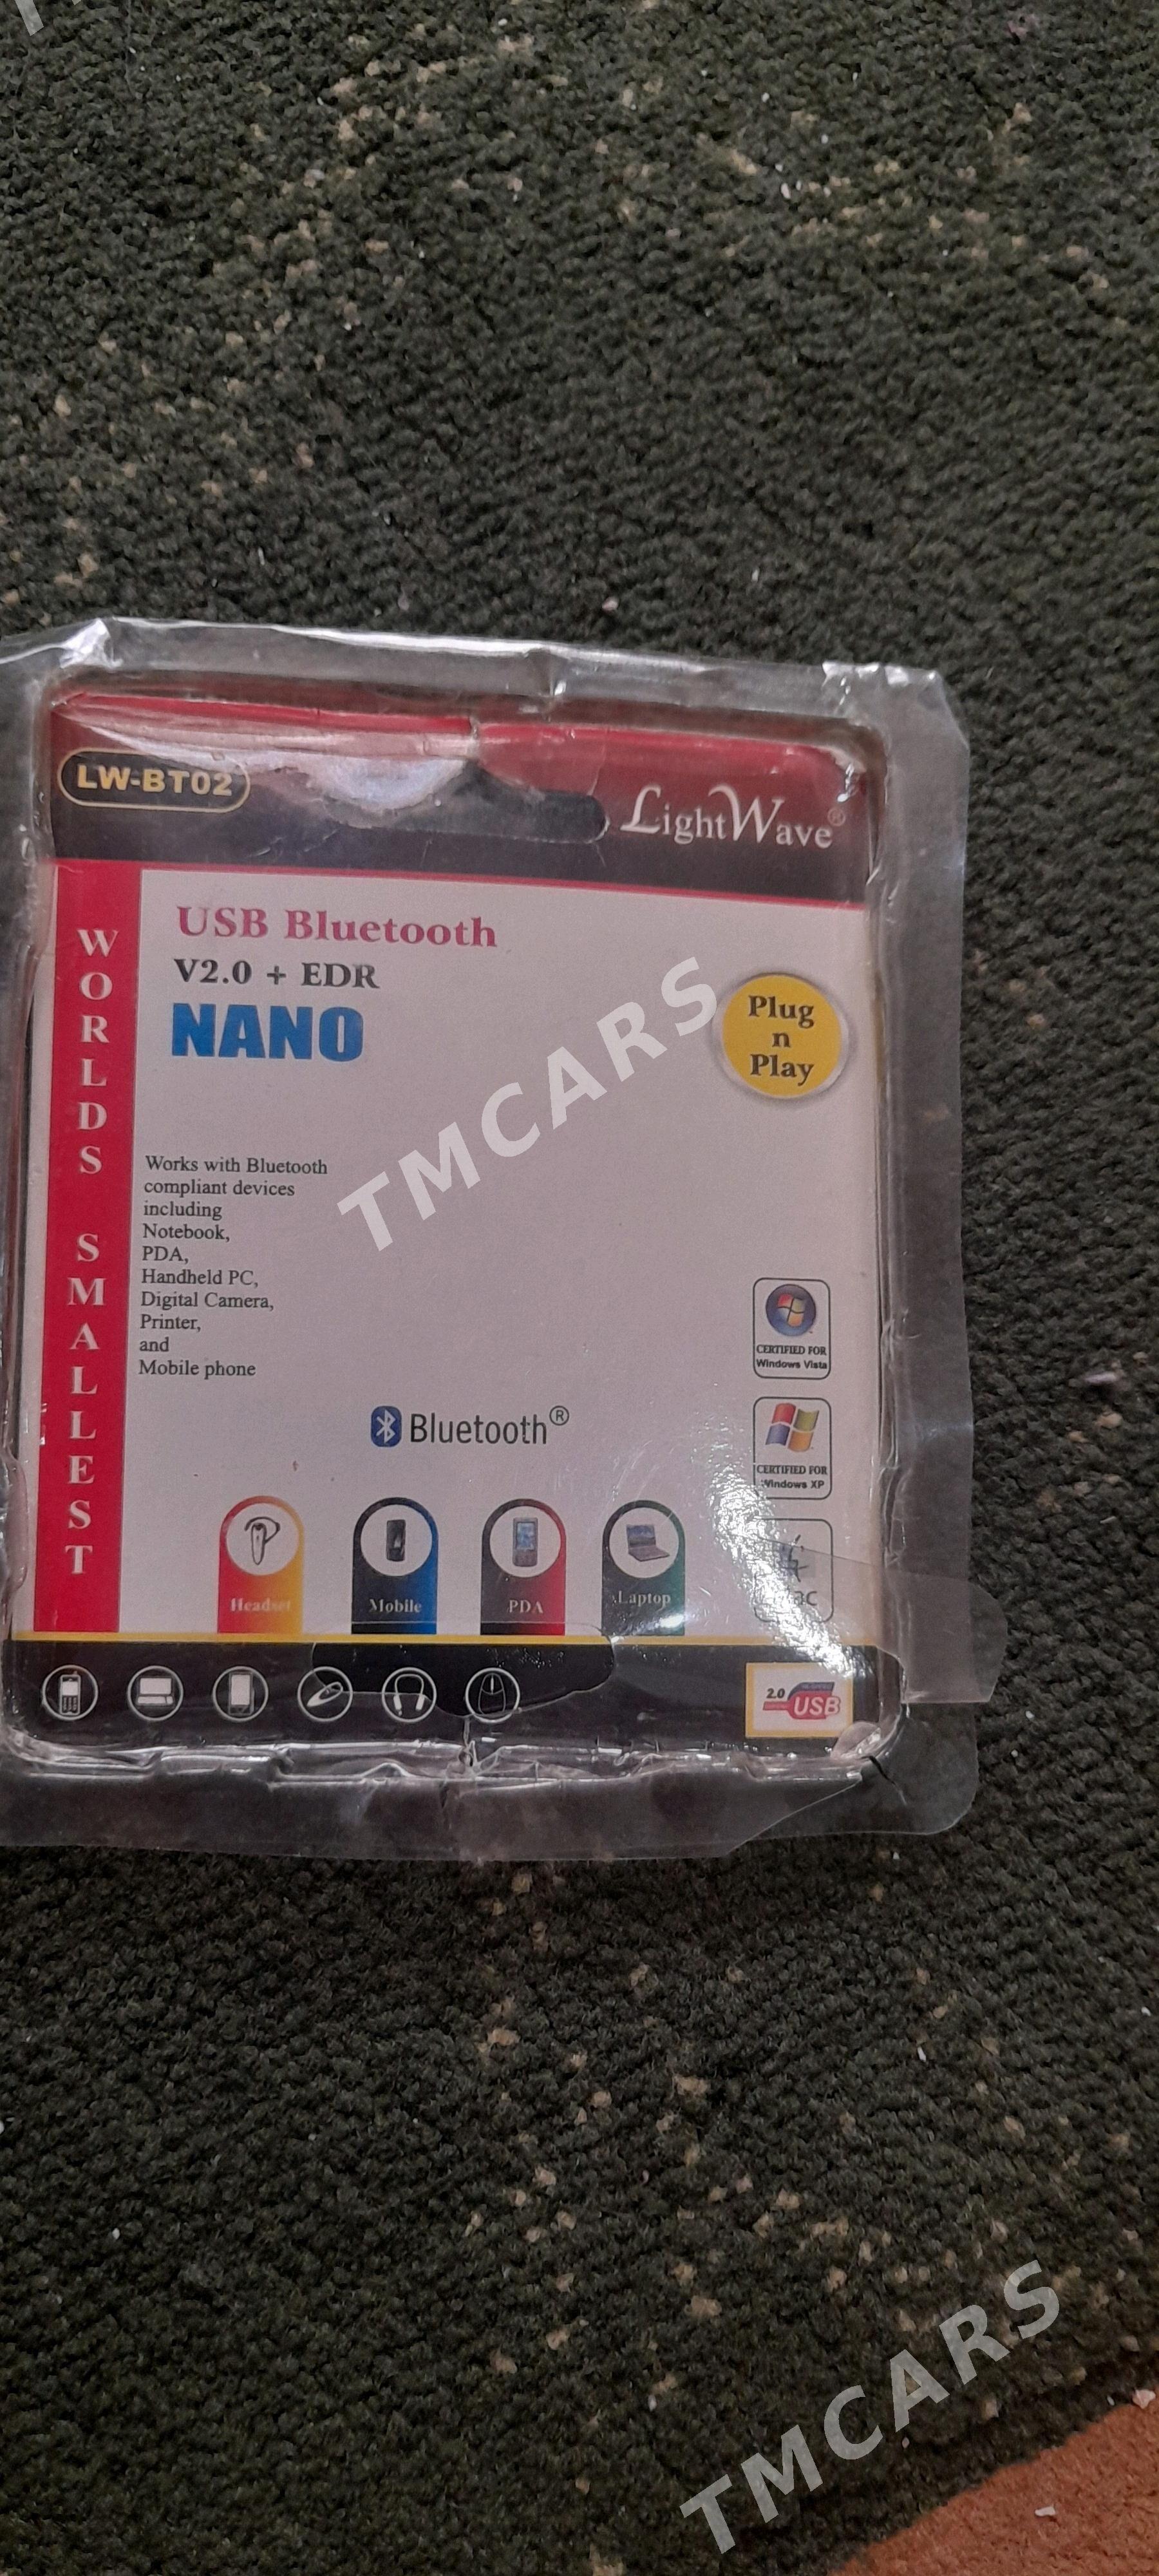 LW-BT02
LightWave®
WORLDS SMALLEST
USB Bluetooth
V2.0 + EDR
NANO
Plug
n
Play
Works with Bluetooth
compliant devices
including
Notebook,
PDA,
Handheld PC,
Digital Camera,
Printer,
and
Mobile phone
CERTIFIED FOR
Windows Vista
Bluetooth®
CERTIFIED FOR
Windows XP
Headset
Mobile
PDA
Laptop
2.0
USB
TMCARS
TMCARS